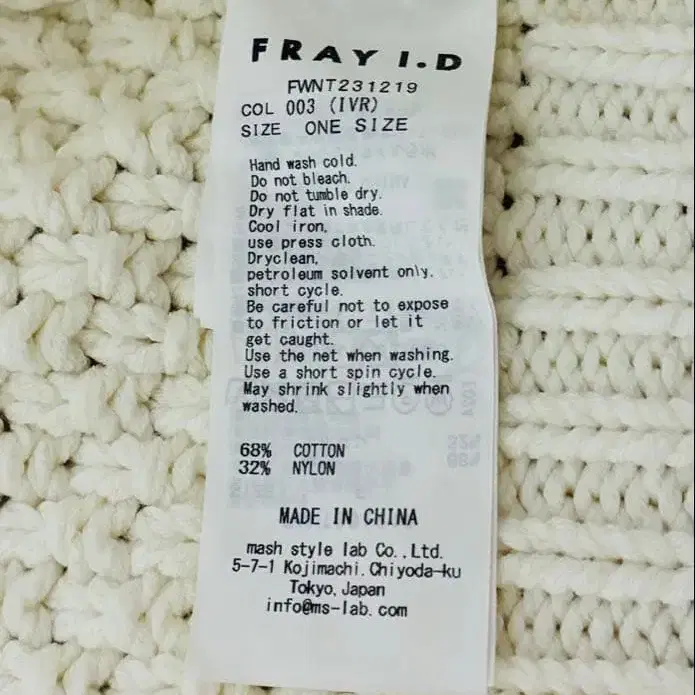 FRAY I.D
FWNT231219
COL 003 (IVR)
SIZE ONE SIZE
Hand wash cold.
Do not bleach.
Do not tumble dry.
Dry flat in shade.
Cool iron,
use press cloth.
Dryclean,
petroleum solvent only.
short cycle.
Be careful not to expose
to friction or let it
get caught.
Use the net when washing.
Use a short spin cycle.
May shrink slightly when
washed.
68% COTTON
32% NYLON
MADE IN CHINA
mash style lab Co.,Ltd.
5-7-1 Kojimachi.Chiyoda-ku
Tokyo,Japan
info@ms-lab.com